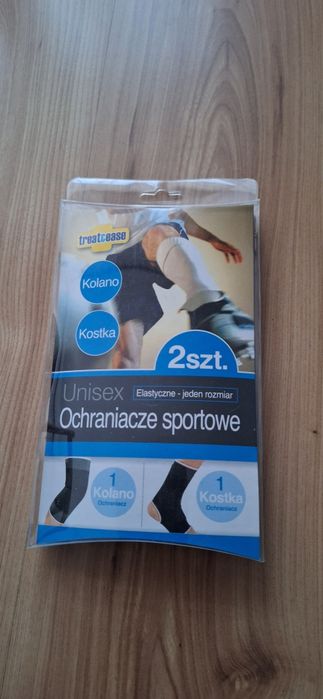 treat&ease
Kolano
Kostka
2szt.
Unisex
Elastyczne - jeden rozmiar
Ochraniacze sportowe
1
Kolano
Ochraniacz
1
Kostka
Ochraniacz